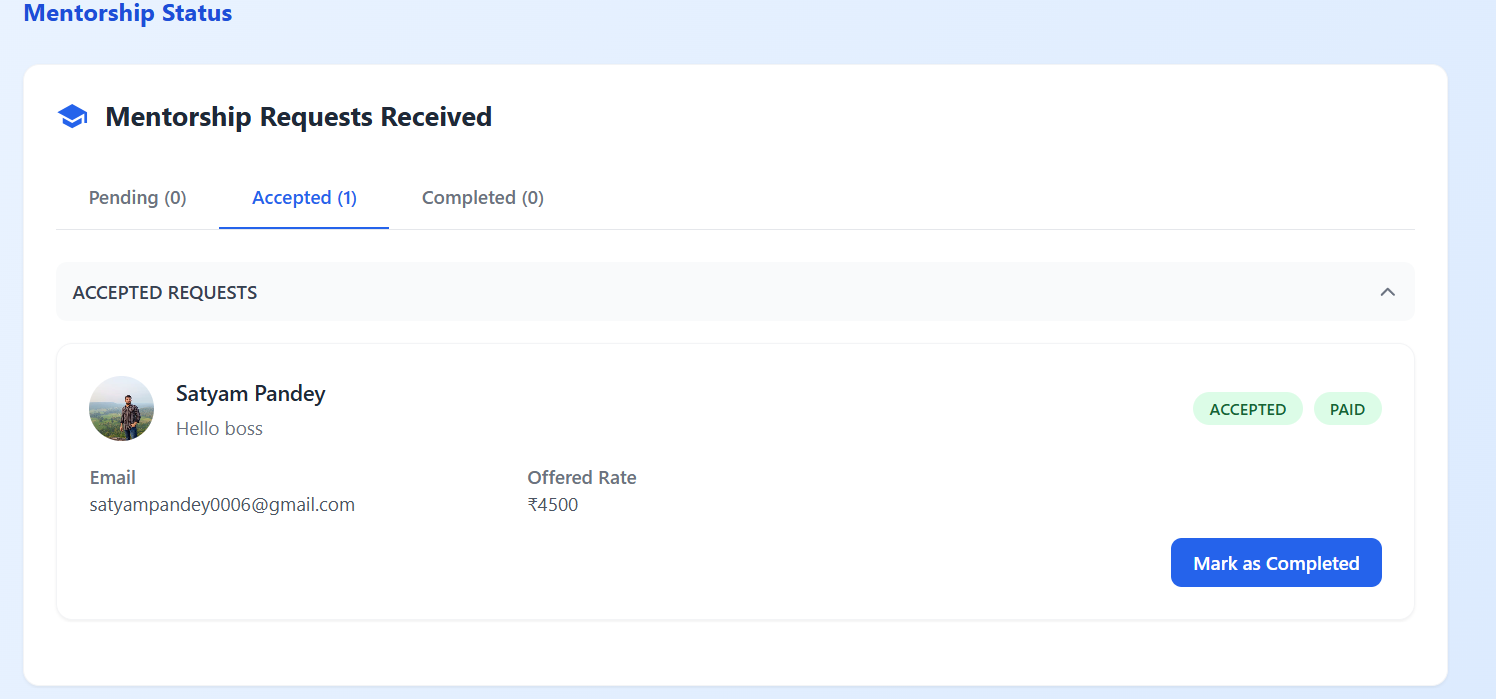 Mentorship Status
Mentorship Requests Received
Pending (0) Accepted (1) Completed (0)
ACCEPTED REQUESTS
Satyam Pandey
Hello boss
ACCEPTED PAID
Email Offered Rate
satyampandey0006@gmail.com ₹4500
Mark as Completed